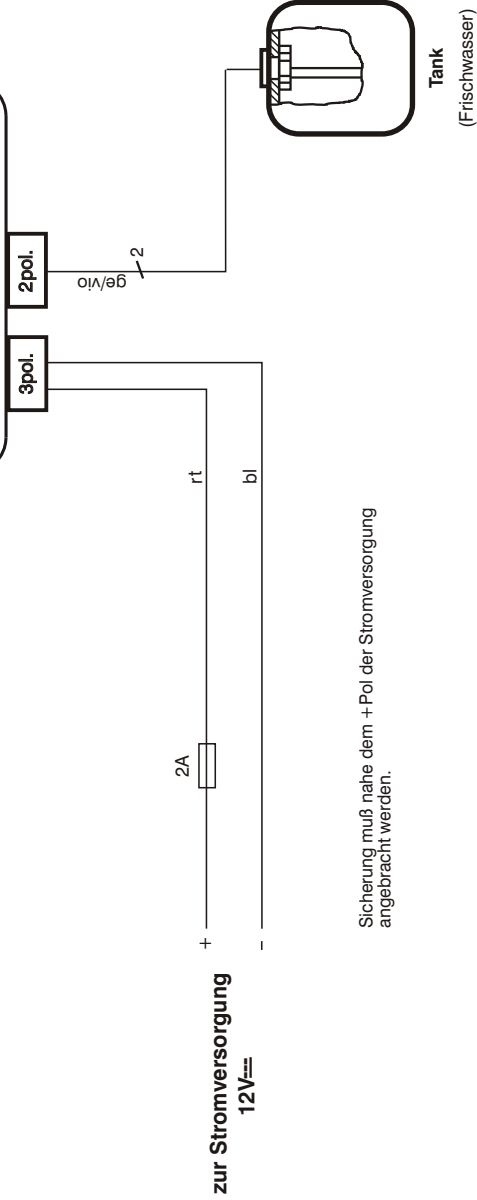 2pol.
3pol.
ge/vio
2
rt
bl
2A
+
-
zur Stromversorgung
12V⎓
Tank
(Frischwasser)
Sicherung muß nahe dem +Pol der Stromversorgung
angebracht werden.